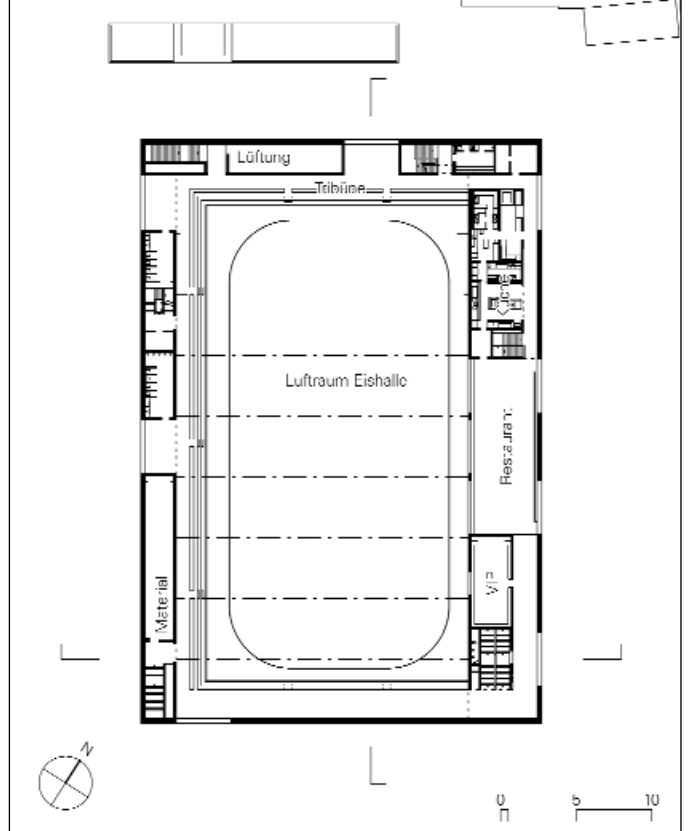 Lüftung
Tribüne
Küche
Luftraum Eishalle
Restaurant
VIP
Material
N
0 5 10